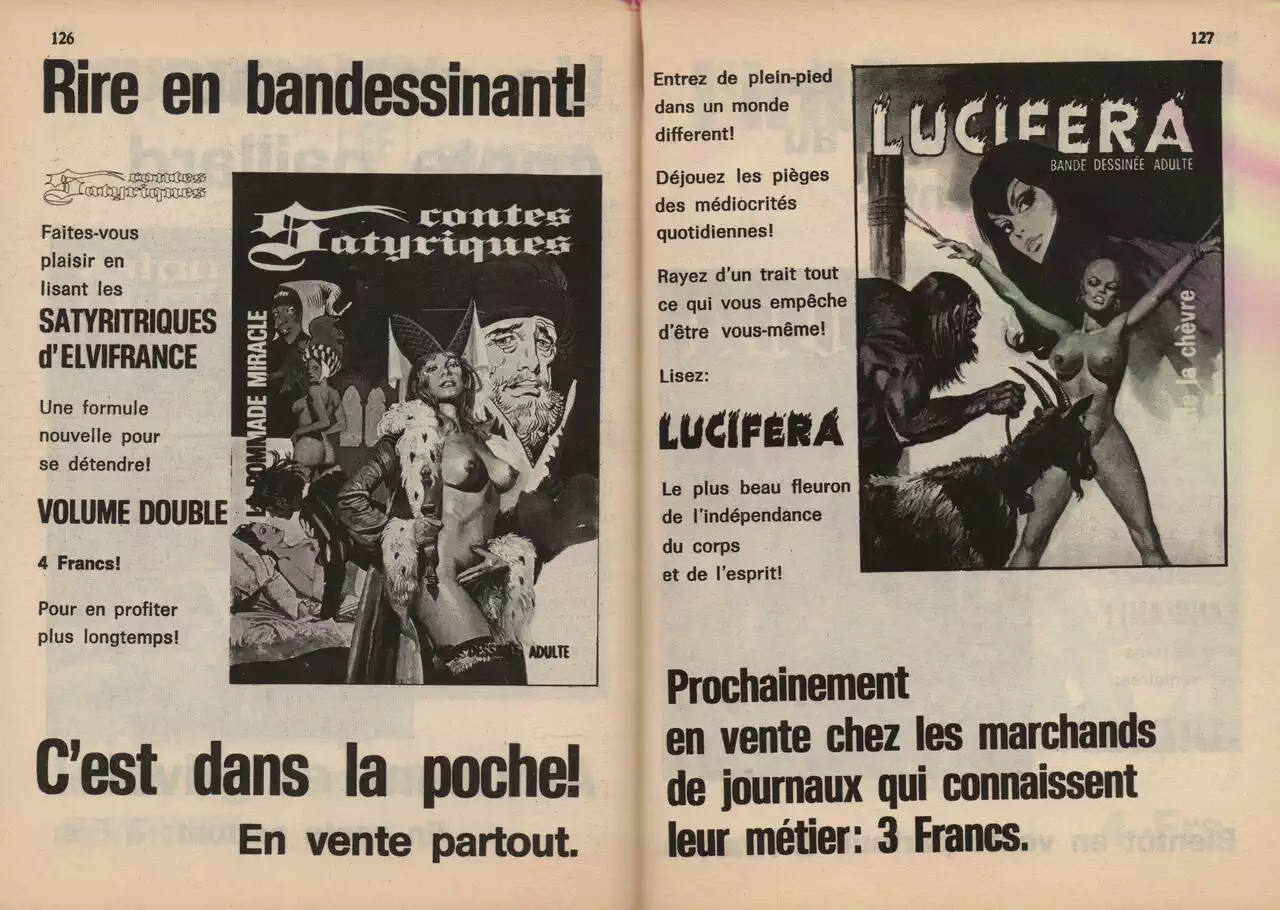 126
Rire en bandessinant!
contes
Satyriques
Faites-vous
plaisir en
lisant les
SATYRITRIQUES
d'ELVIFRANCE
Une formule
nouvelle pour
se détendre!
VOLUME DOUBLE
4 Francs!
Pour en profiter
plus longtemps!
contes
Satyriques
LA POMMADE MIRACLE
BANDE DESSINÉE ADULTE
C'est dans la poche!
En vente partout.
127
Entrez de plein-pied
dans un monde
different!
Déjouez les pièges
des médiocrités
quotidiennes!
Rayez d'un trait tout
ce qui vous empêche
d'être vous-même!
Lisez:
LUCIFERA
Le plus beau fleuron
de l'indépendance
du corps
et de l'esprit!
LUCIFERA
BANDE DESSINÉE ADULTE
de la chèvre
Prochainement
en vente chez les marchands
de journaux qui connaissent
leur métier: 3 Francs.